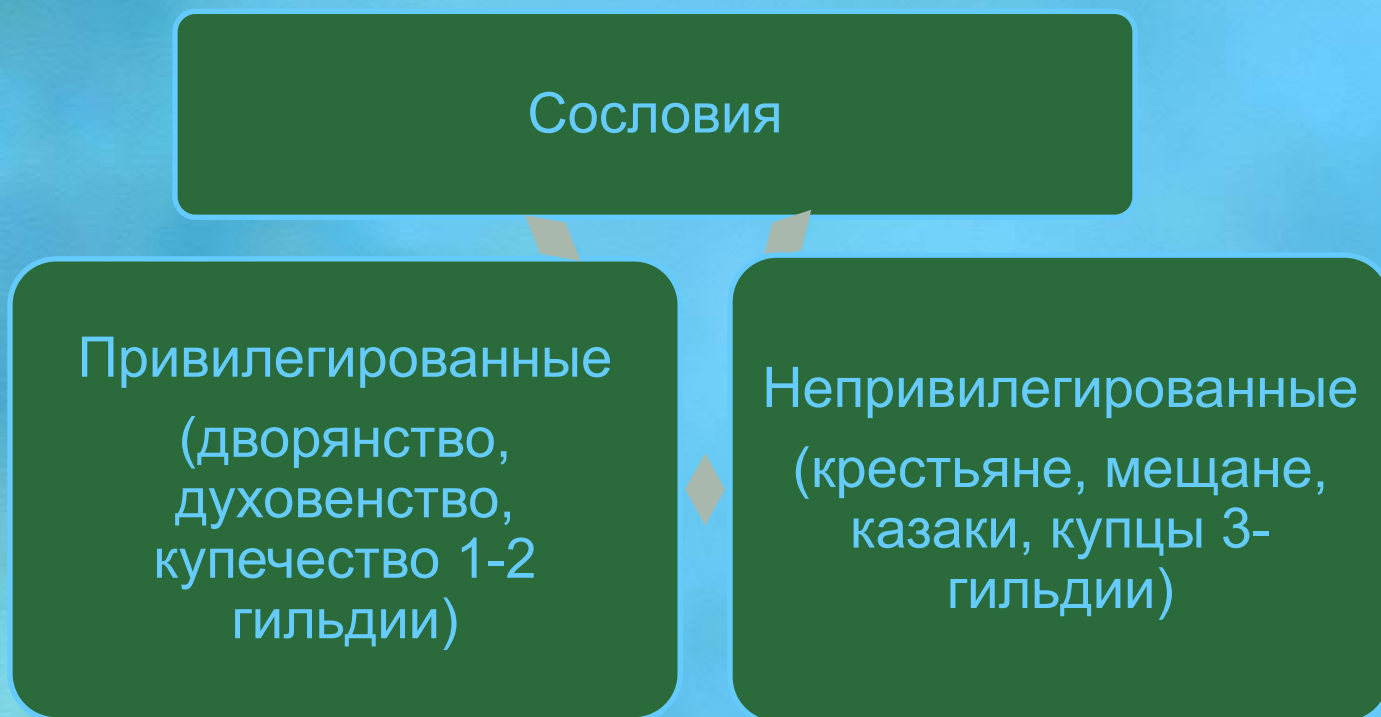 Сословия
Привилегированные
(дворянство,
духовенство,
купечество 1-2
гильдии)
Непривилегированные
(крестьяне, мещане,
казаки, купцы 3-
гильдии)